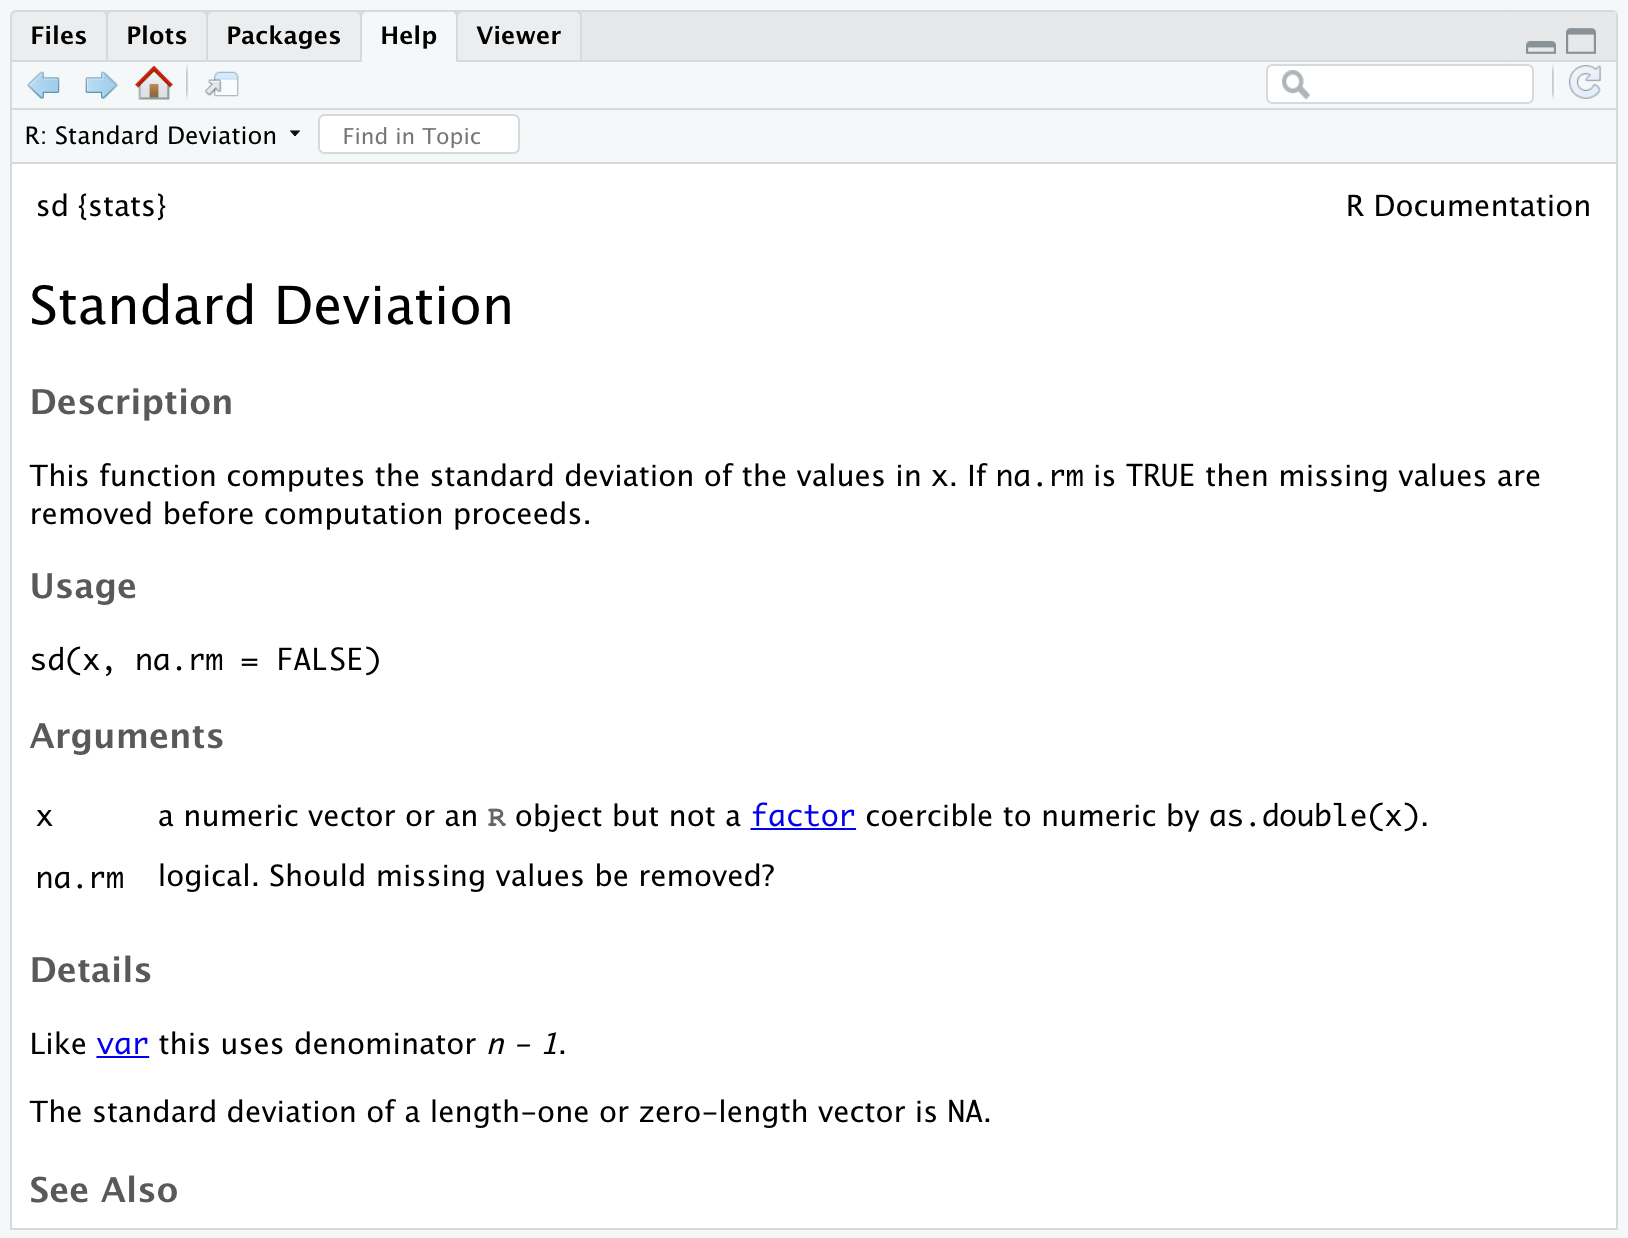 Files Plots Packages Help Viewer
R: Standard Deviation Find in Topic
sd {stats} R Documentation
Standard Deviation
Description
This function computes the standard deviation of the values in x. If na.rm is TRUE then missing values are
removed before computation proceeds.
Usage
sd(x, na.rm = FALSE)
Arguments
x a numeric vector or an R object but not a factor coercible to numeric by as.double(x).
na.rm logical. Should missing values be removed?
Details
Like var this uses denominator n - 1.
The standard deviation of a length-one or zero-length vector is NA.
See Also